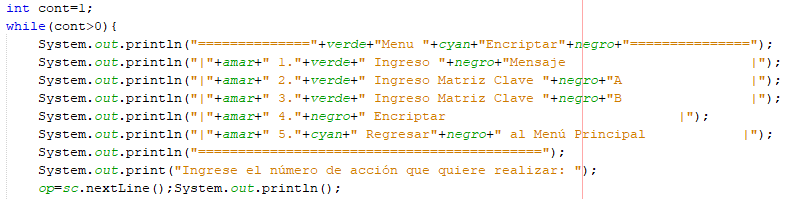 int cont=1;
while(cont>0){
    System.out.println("=============="+verde+"Menu "+cyan+"Encriptar"+negro+"===============");
    System.out.println("|"+amar+" 1."+verde+" Ingreso "+negro+"Mensaje                       |");
    System.out.println("|"+amar+" 2."+verde+" Ingreso Matriz Clave "+negro+"A                |");
    System.out.println("|"+amar+" 3."+verde+" Ingreso Matriz Clave "+negro+"B                |");
    System.out.println("|"+amar+" 4."+negro+" Encriptar                             |");
    System.out.println("|"+amar+" 5."+cyan+" Regresar"+negro+" al Menú Principal            |");
    System.out.println("===========================================");
    System.out.print("Ingrese el número de acción que quiere realizar: ");
    op=sc.nextLine();System.out.println();